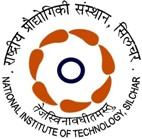 राष्ट्रीय प्रौद्योगिकी संस्थान, सिलचर
तेजस्विनावधीतमस्तु
NATIONAL INSTITUTE OF TECHNOLOGY, SILCHAR